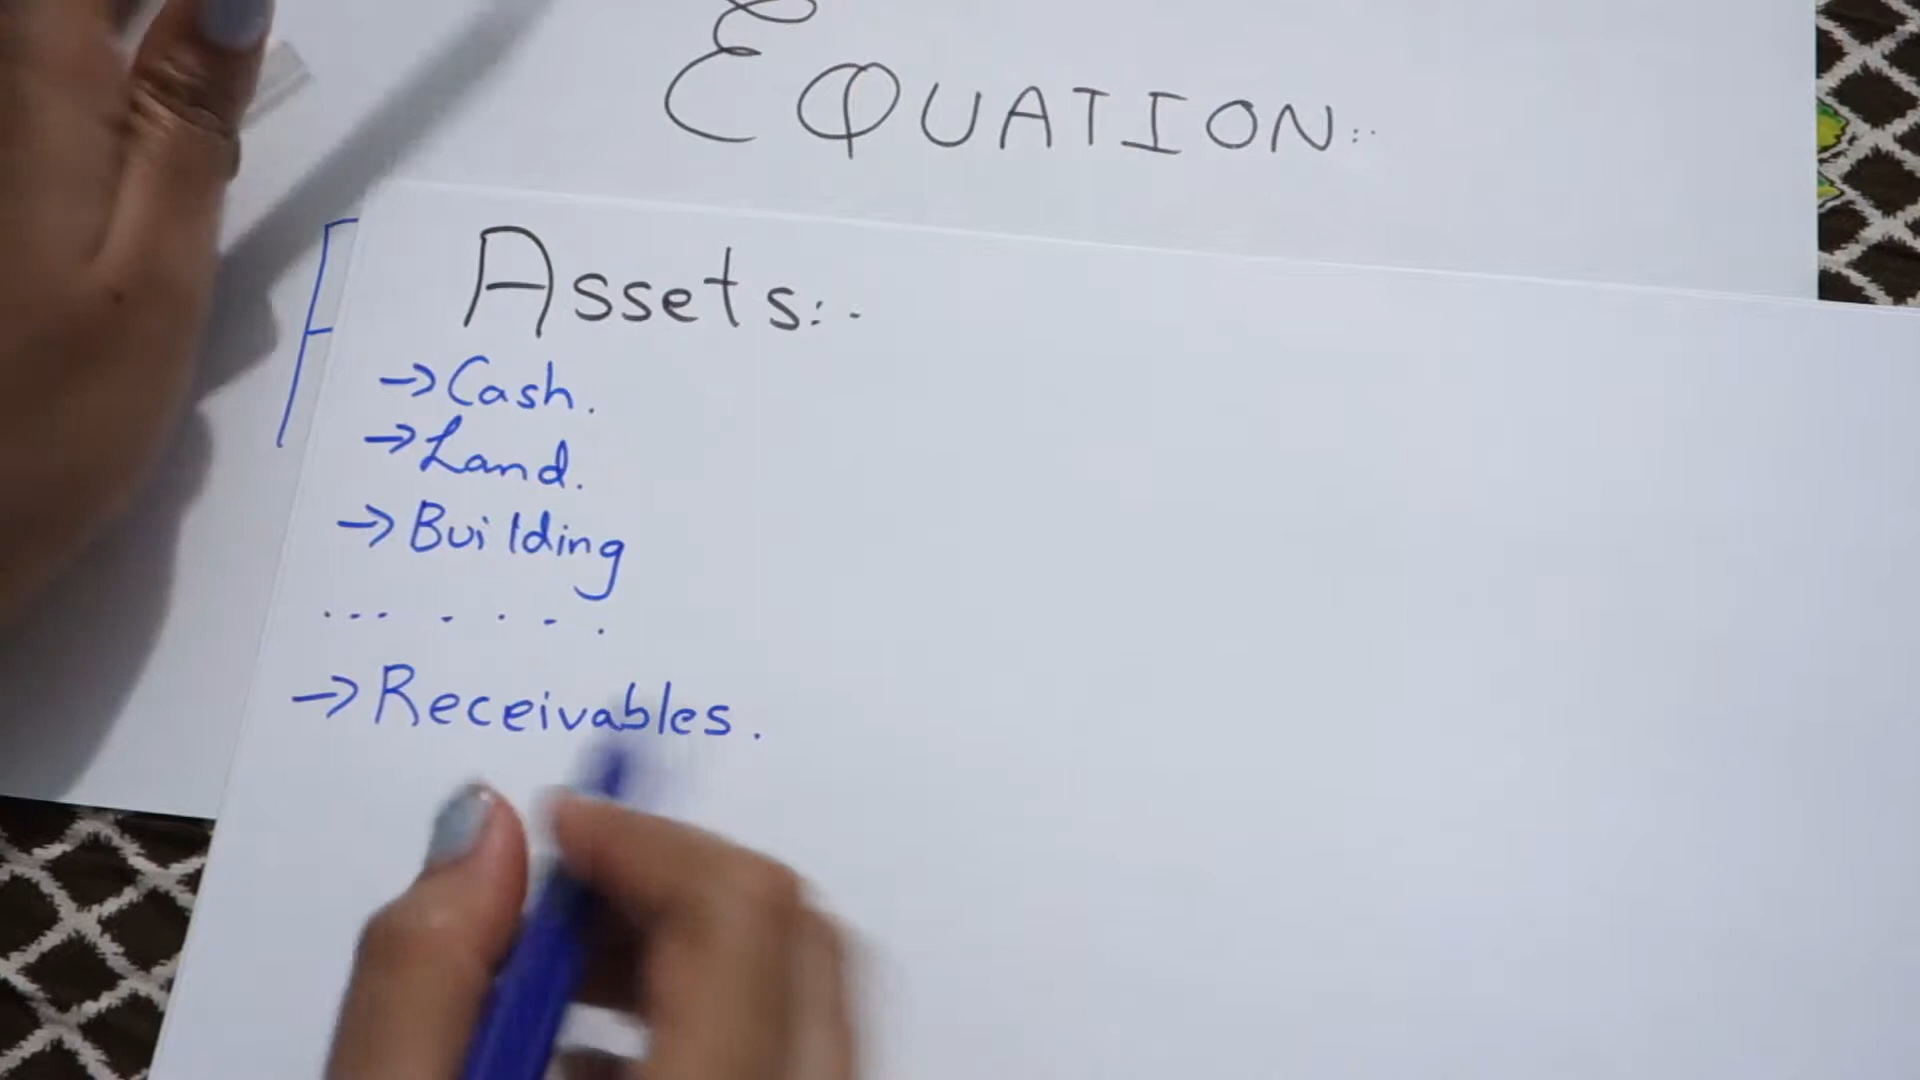 EQUATION:-
Assets:-
→ Cash.
→ Land.
→ Building
.......
→ Receivables.